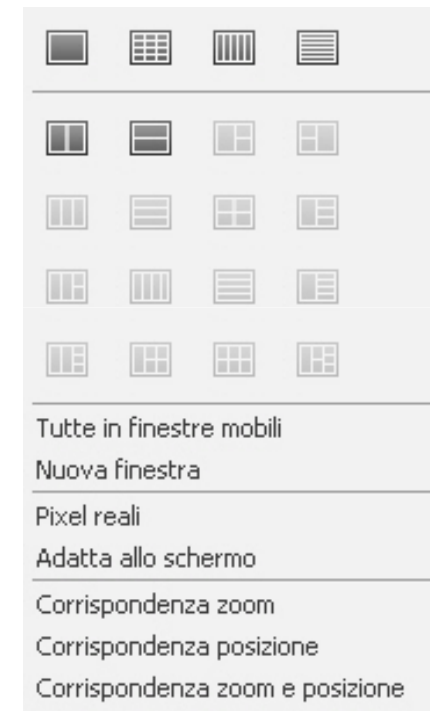 Tutte in finestre mobili
Nuova finestra
Pixel reali
Adatta allo schermo
Corrispondenza zoom
Corrispondenza posizione
Corrispondenza zoom e posizione